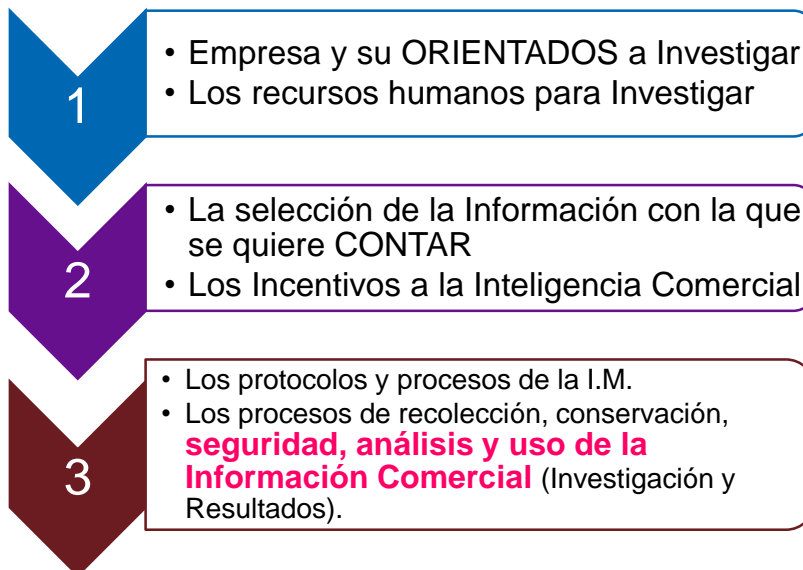 1
• Empresa y su ORIENTADOS a Investigar
• Los recursos humanos para Investigar
2
• La selección de la Información con la que
se quiere CONTAR
• Los Incentivos a la Inteligencia Comercial
3
• Los protocolos y procesos de la I.M.
• Los procesos de recolección, conservación,
seguridad, análisis y uso de la
Información Comercial (Investigación y
Resultados).